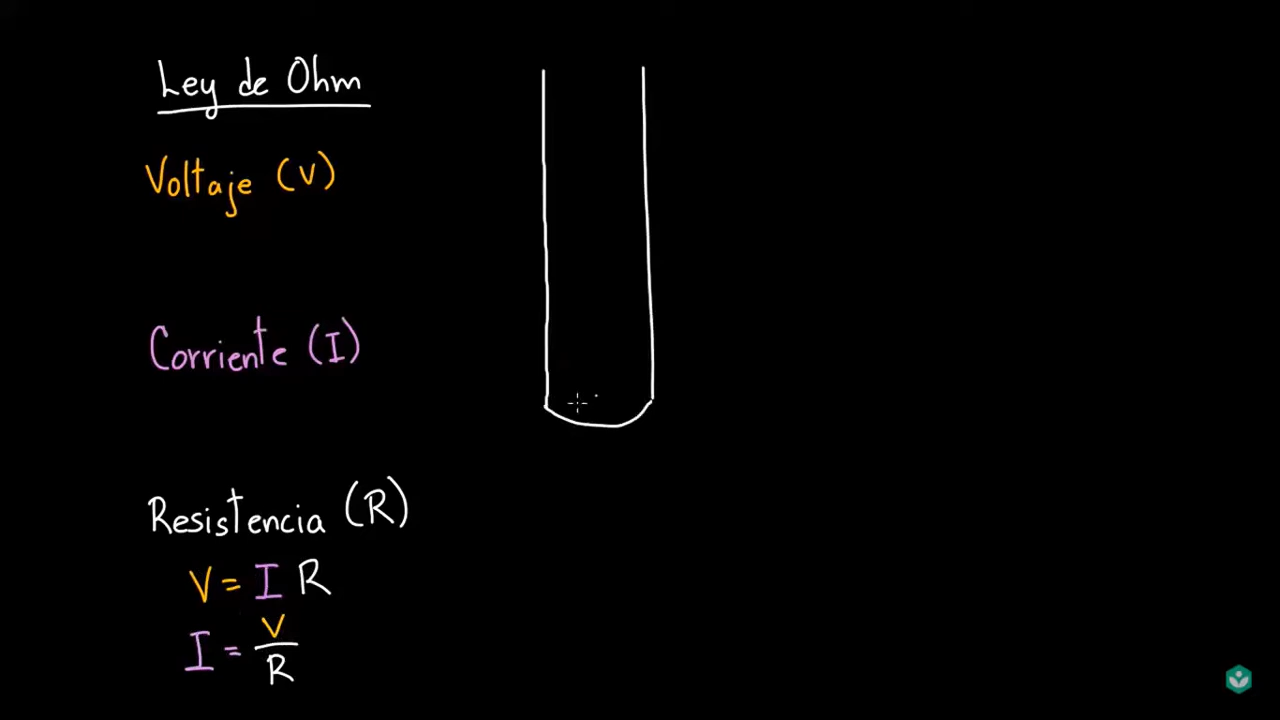 Ley de Ohm
Voltaje (V)
Corriente (I)
Resistencia (R)
V = I R
I = V/R